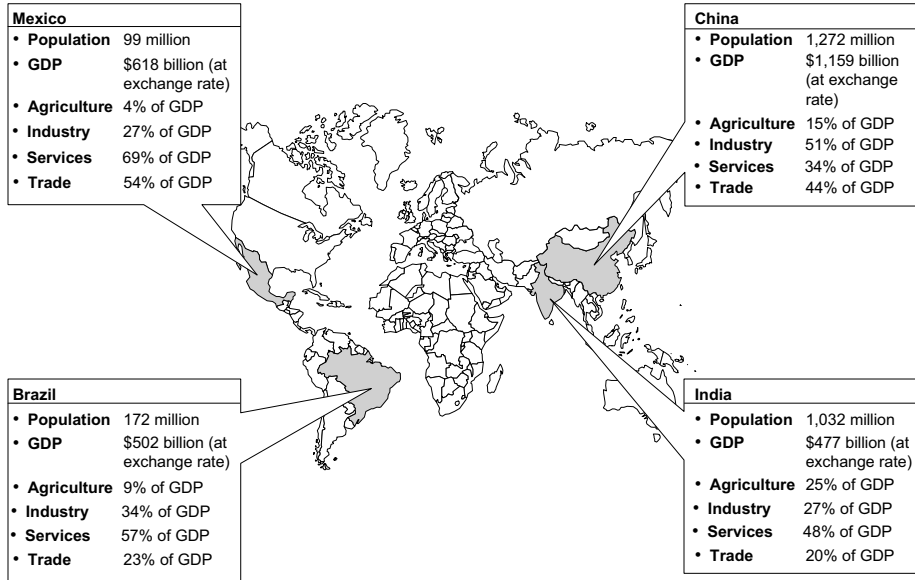 Mexico
• Population 99 million
• GDP $618 billion (at
exchange rate)
• Agriculture 4% of GDP
• Industry 27% of GDP
• Services 69% of GDP
• Trade 54% of GDP
China
• Population 1,272 million
• GDP $1,159 billion
(at exchange
rate)
• Agriculture 15% of GDP
• Industry 51% of GDP
• Services 34% of GDP
• Trade 44% of GDP
Brazil
• Population 172 million
• GDP $502 billion (at
exchange rate)
• Agriculture 9% of GDP
• Industry 34% of GDP
• Services 57% of GDP
• Trade 23% of GDP
India
• Population 1,032 million
• GDP $477 billion (at
exchange rate)
• Agriculture 25% of GDP
• Industry 27% of GDP
• Services 48% of GDP
• Trade 20% of GDP